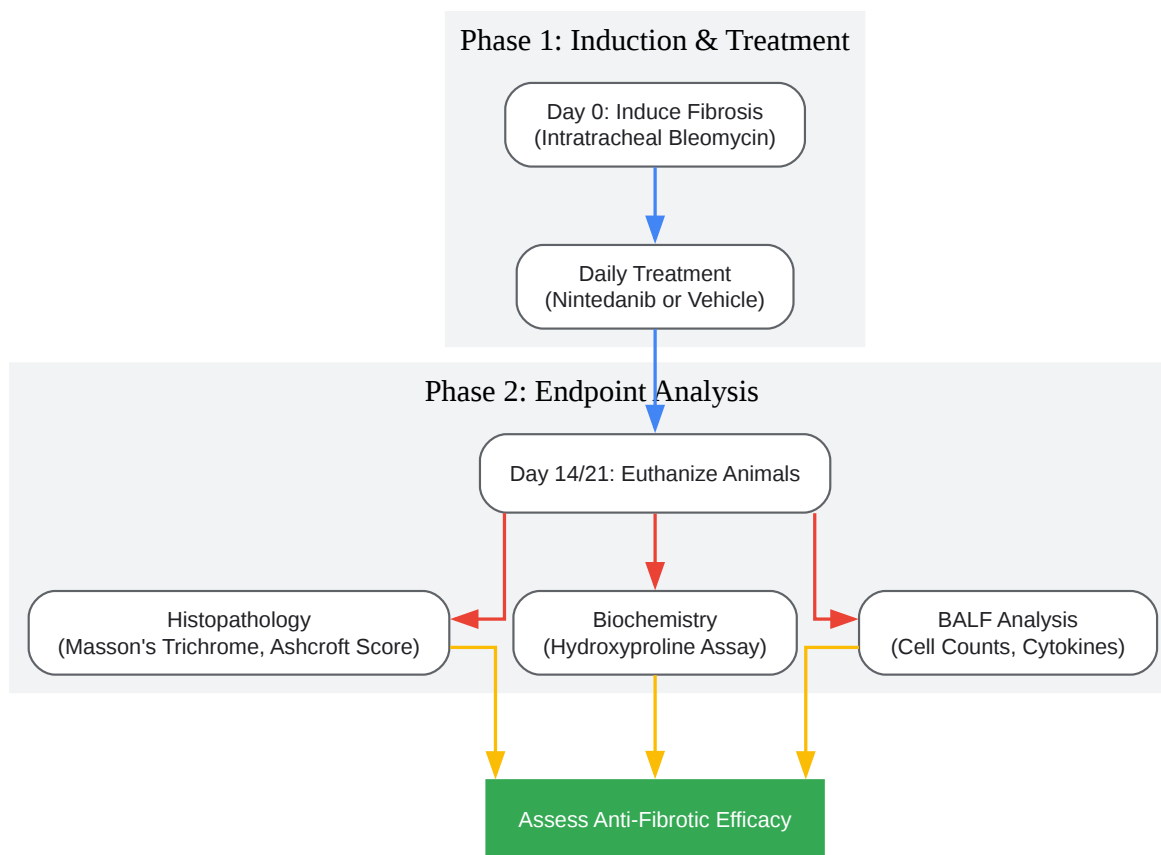 Phase 1: Induction & Treatment
Day 0: Induce Fibrosis
(Intratracheal Bleomycin)
Daily Treatment
(Nintedanib or Vehicle)
Phase 2: Endpoint Analysis
Day 14/21: Euthanize Animals
Histopathology
(Masson's Trichrome, Ashcroft Score)
Biochemistry
(Hydroxyproline Assay)
BALF Analysis
(Cell Counts, Cytokines)
Assess Anti-Fibrotic Efficacy